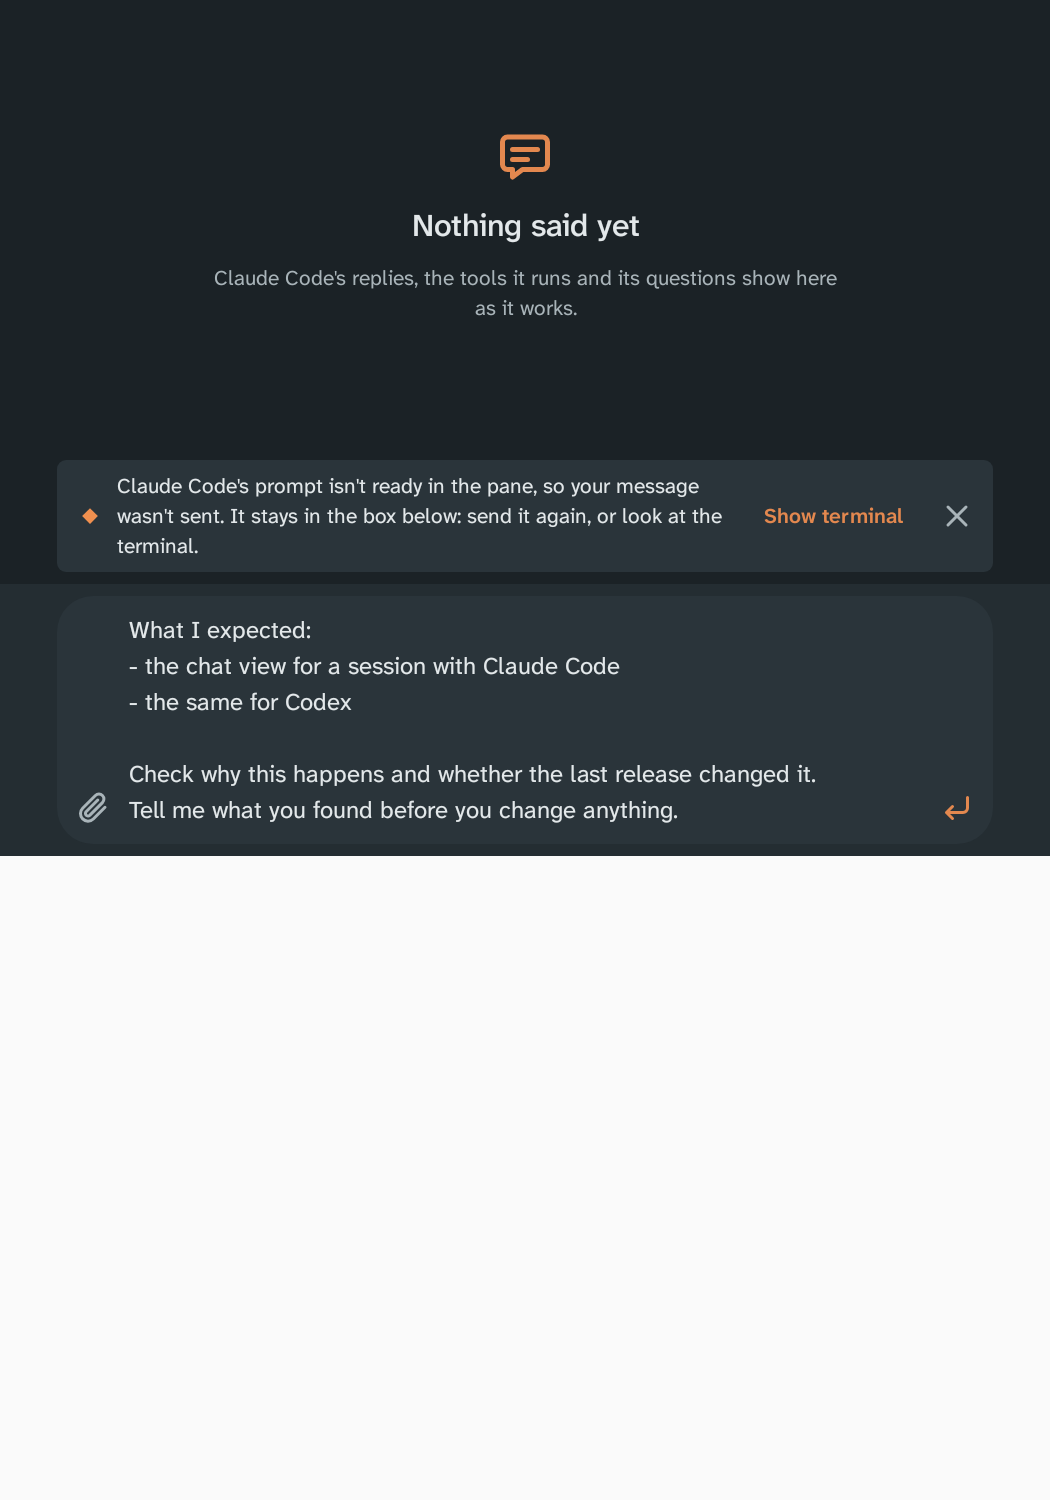 Nothing said yet
Claude Code's replies, the tools it runs and its questions show here
as it works.
Claude Code's prompt isn't ready in the pane, so your message
wasn't sent. It stays in the box below: send it again, or look at the
terminal.
Show terminal
What I expected:
- the chat view for a session with Claude Code
- the same for Codex

Check why this happens and whether the last release changed it.
Tell me what you found before you change anything.